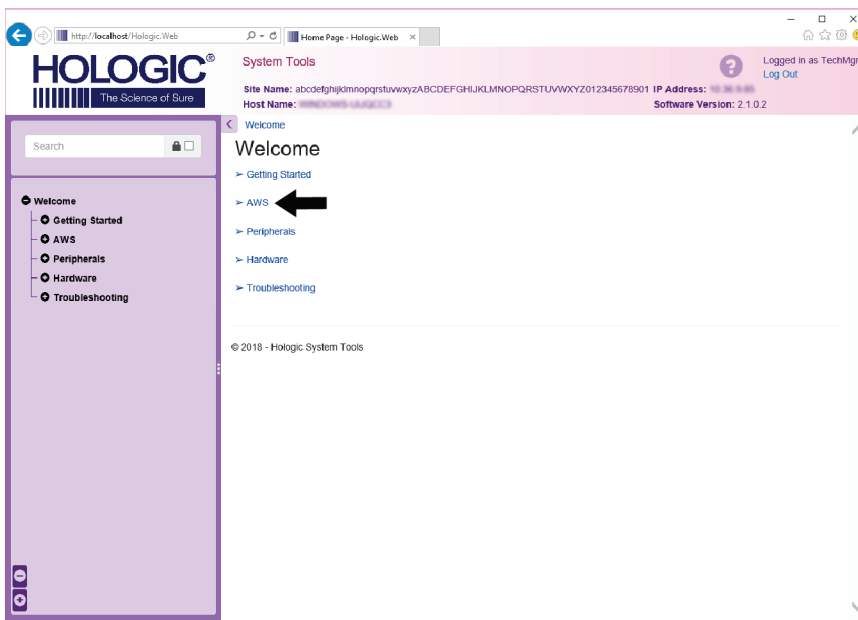 http://localhost/Hologic.Web
Home Page - Hologic.Web
HOLOGIC®
The Science of Sure
System Tools
Logged in as TechMgr
Log Out
Site Name: abcdefghijklmnopqrstuvwxyzABCDEFGHIJKLMNOPQRSTUVWXYZ012345678901 IP Address:
Host Name:
Software Version: 2.1.0.2
Search
Welcome
Getting Started
AWS
Peripherals
Hardware
Troubleshooting
Welcome
Welcome
➢ Getting Started
➢ AWS
➢ Peripherals
➢ Hardware
➢ Troubleshooting
© 2018 - Hologic System Tools